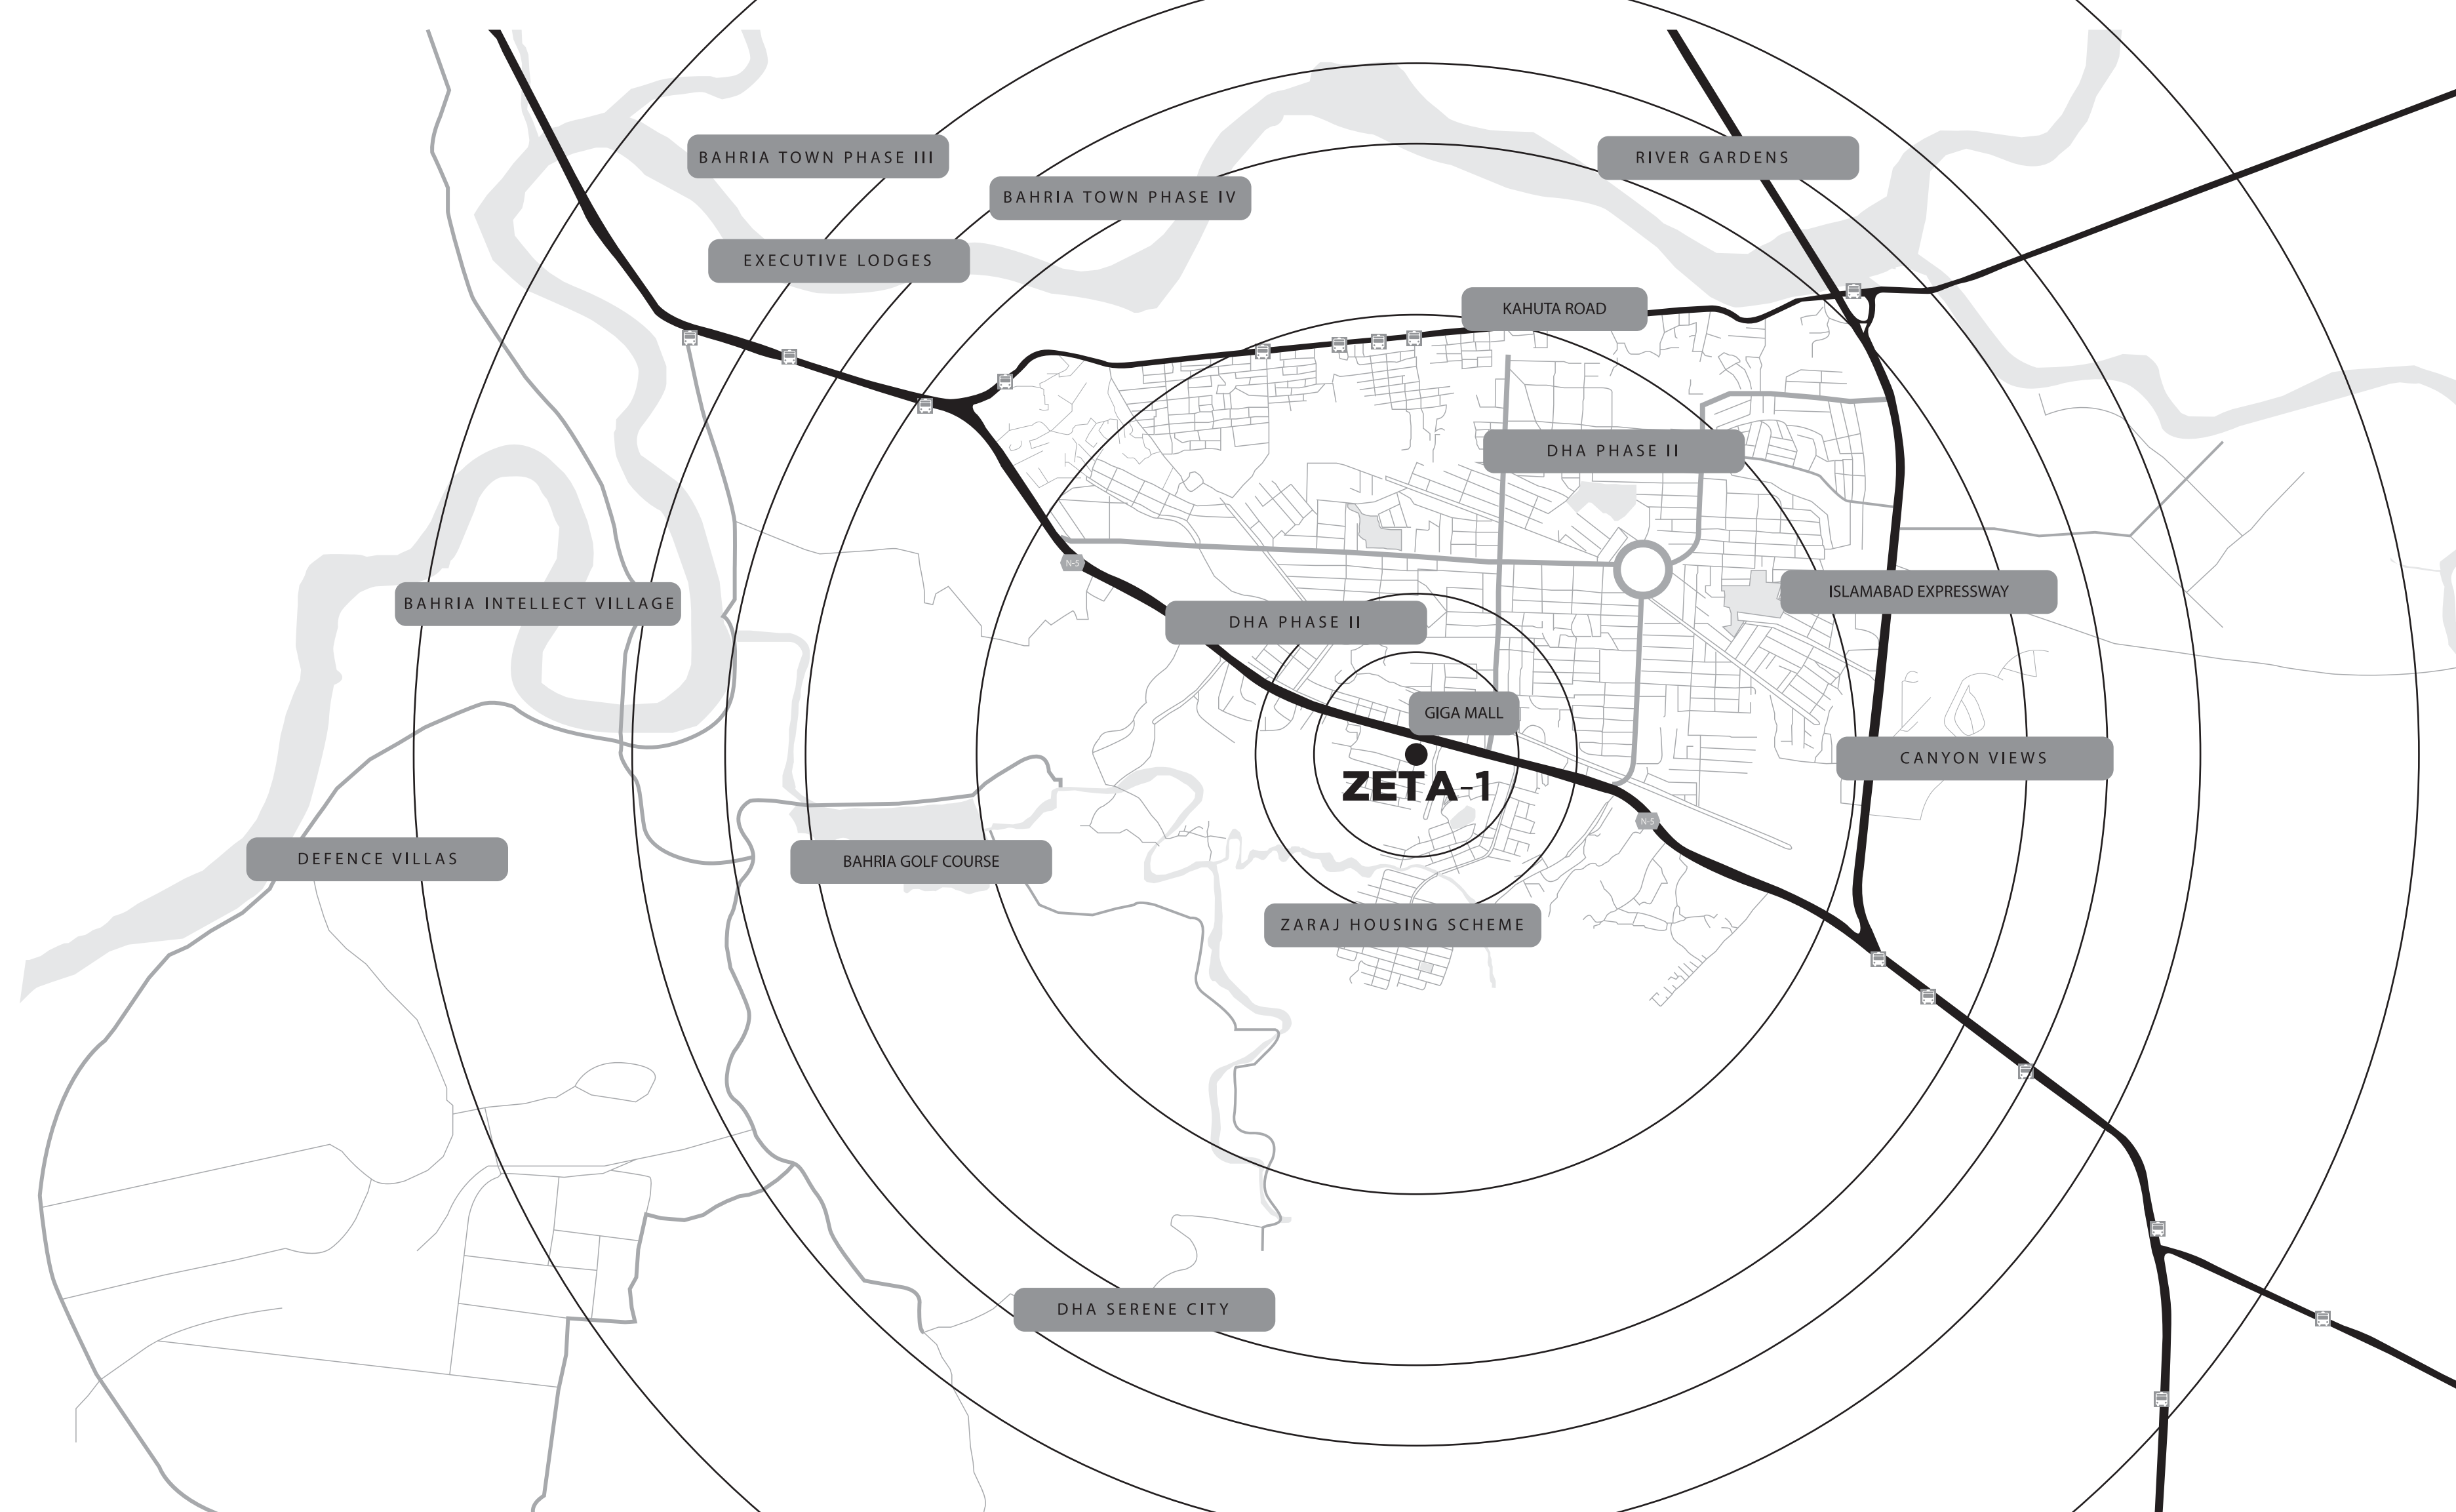 BAHRIA TOWN PHASE III
RIVER GARDENS
BAHRIA TOWN PHASE IV
EXECUTIVE LODGES
KAHUTA ROAD
DHA PHASE II
N-5
ISLAMABAD EXPRESSWAY
BAHRIA INTELLECT VILLAGE
DHA PHASE II
GIGA MALL
CANYON VIEWS
ZETA-1
N-5
DEFENCE VILLAS
BAHRIA GOLF COURSE
ZARAJ HOUSING SCHEME
DHA SERENE CITY